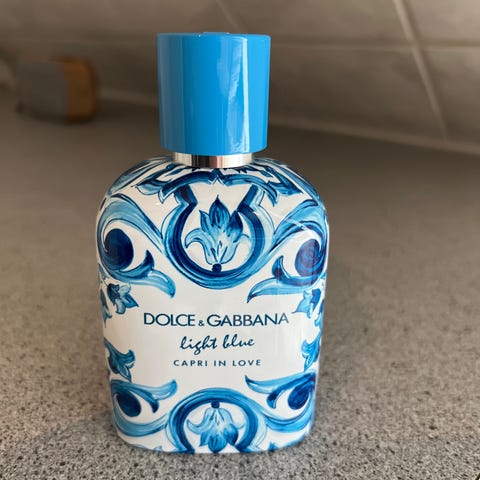 DOLCE & GABBANA
light blue
CAPRI IN LOVE